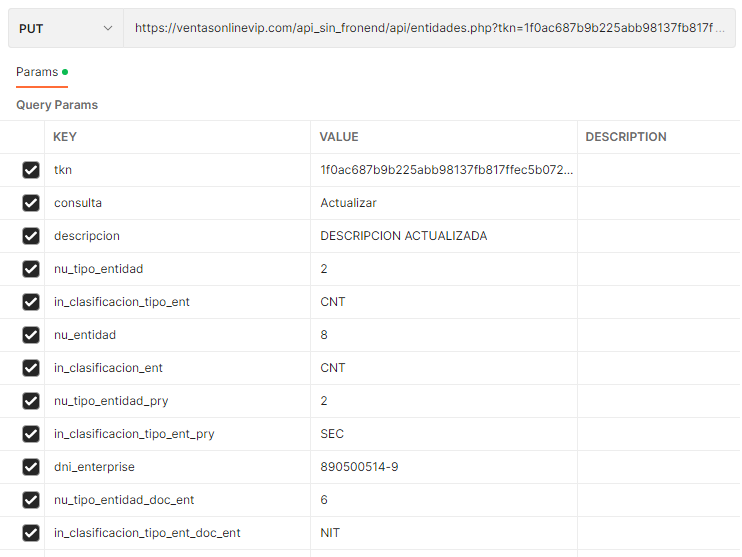 PUT https://ventasonlinevip.com/api_sin_fronend/api/entidades.php?tkn=1f0ac687b9b225abb98137fb817f ...
Params
Query Params
KEY VALUE DESCRIPTION
tkn 1f0ac687b9b225abb98137fb817ffec5b072...
consulta Actualizar
descripcion DESCRIPCION ACTUALIZADA
nu_tipo_entidad 2
in_clasificacion_tipo_ent CNT
nu_entidad 8
in_clasificacion_ent CNT
nu_tipo_entidad_pry 2
in_clasificacion_tipo_ent_pry SEC
dni_enterprise 890500514-9
nu_tipo_entidad_doc_ent 6
in_clasificacion_tipo_ent_doc_ent NIT